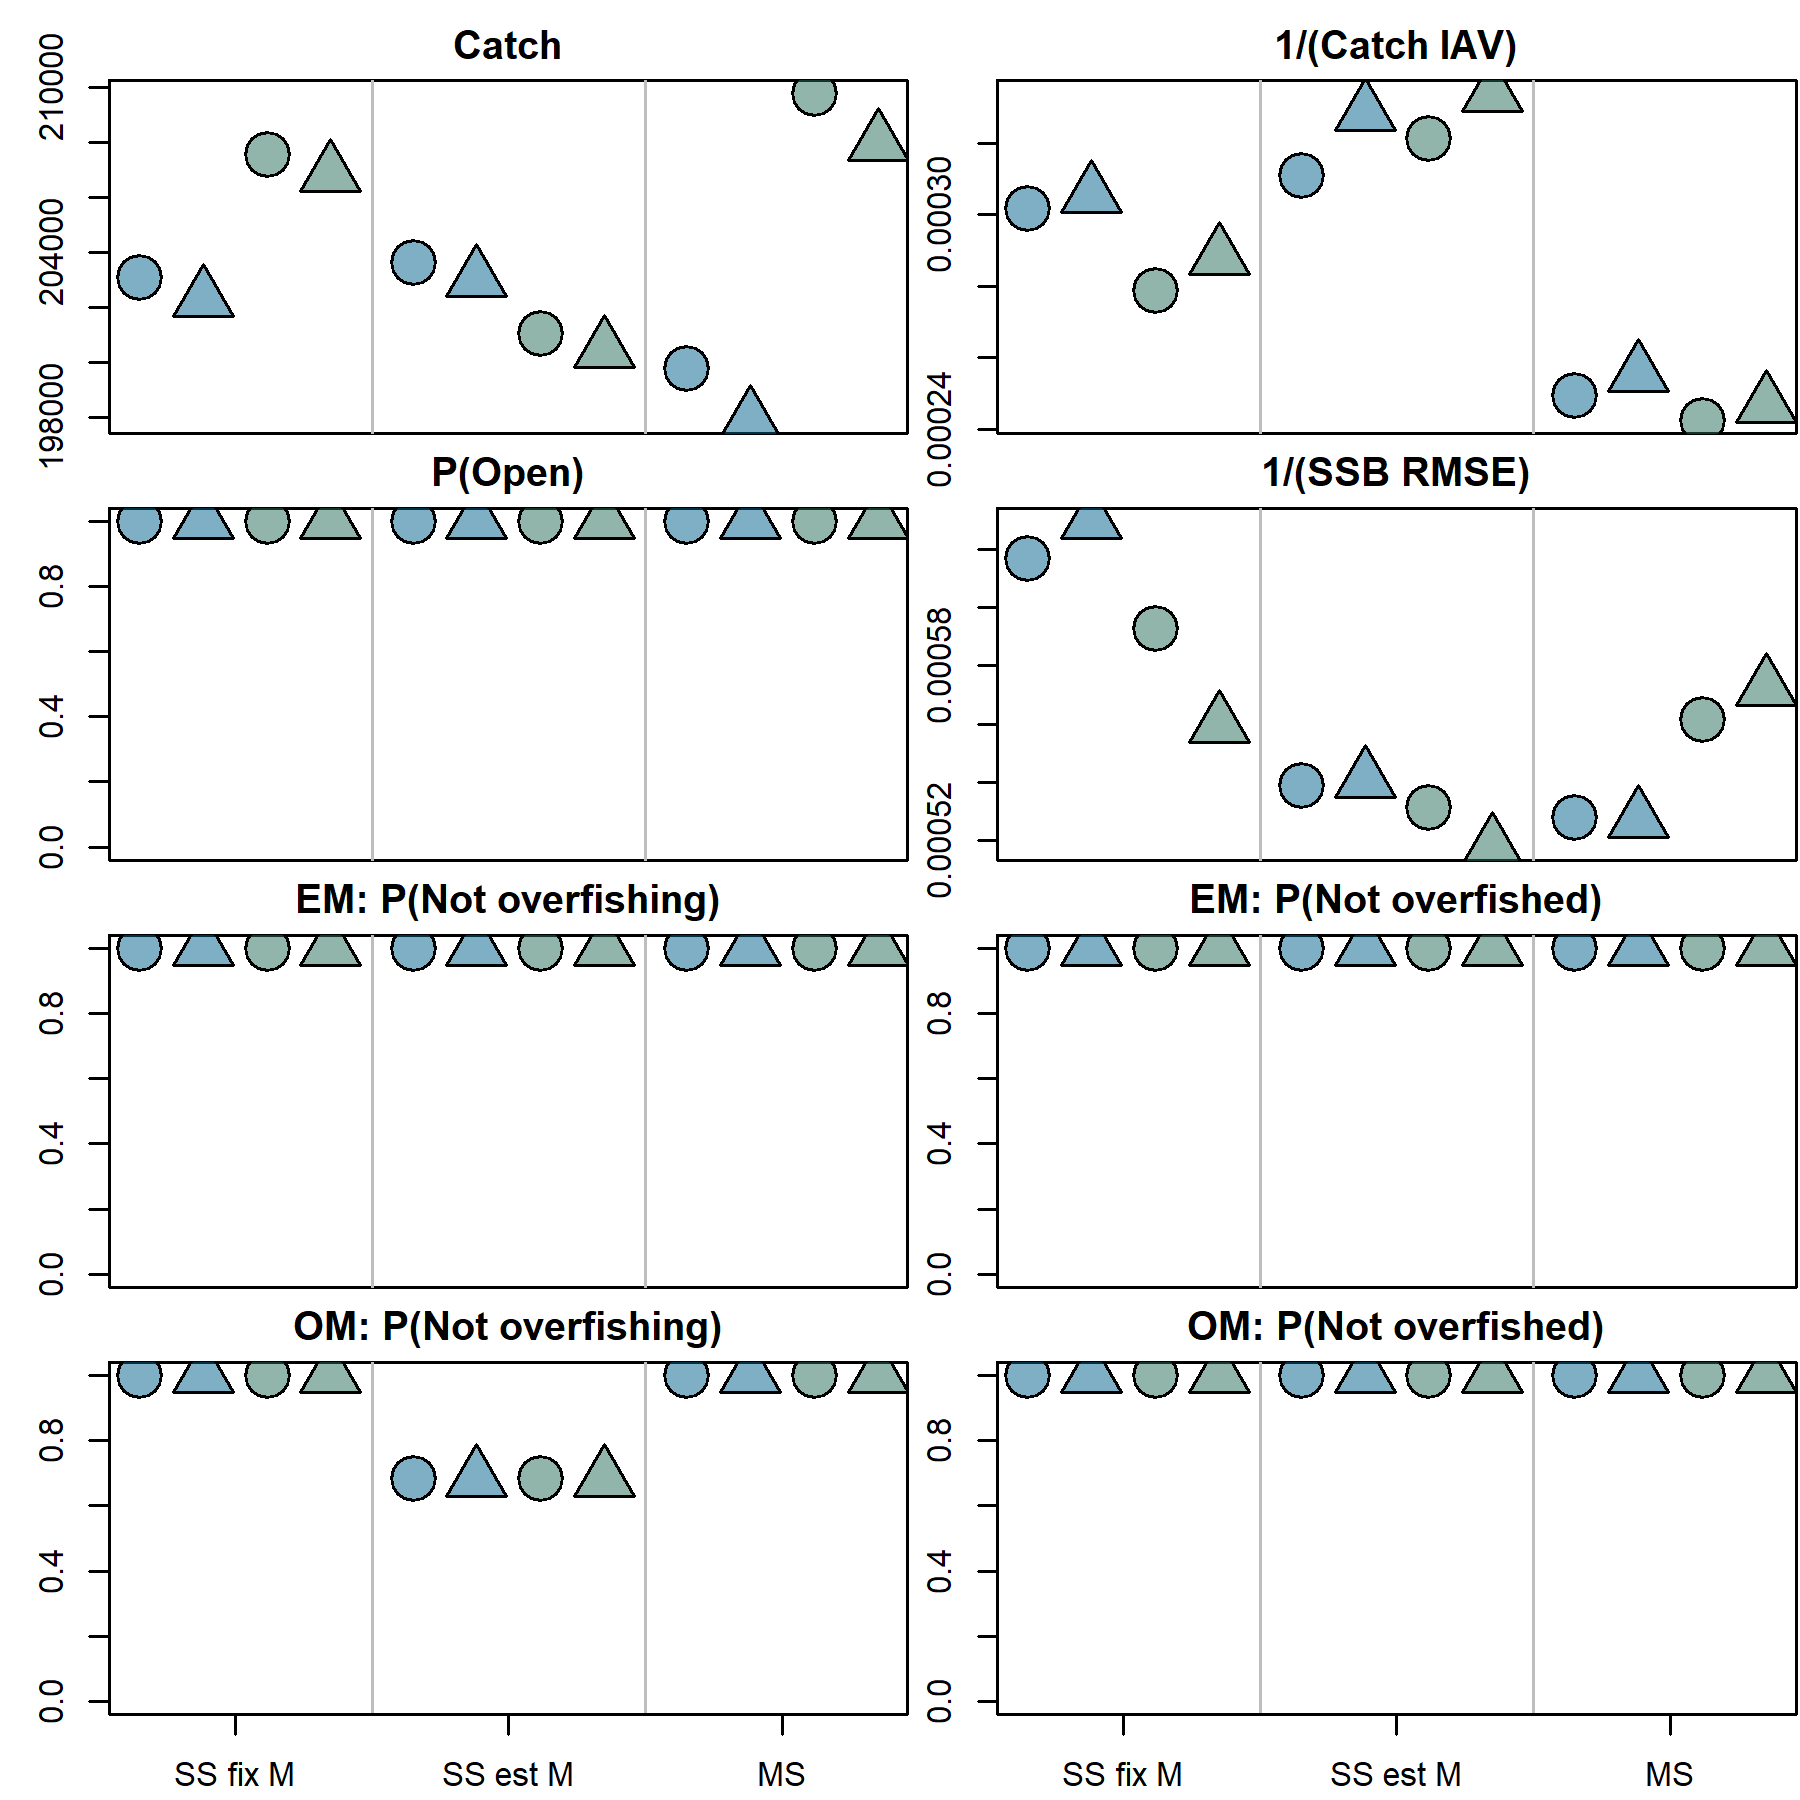 Catch
210000
204000
198000
1/(Catch IAV)
0.00030
0.00024
P(Open)
0.8
0.4
0.0
1/(SSB RMSE)
0.00058
0.00052
EM: P(Not overfishing)
0.8
0.4
0.0
EM: P(Not overfished)
0.8
0.4
0.0
OM: P(Not overfishing)
0.8
0.4
0.0
SS fix M
SS est M
MS
OM: P(Not overfished)
0.8
0.4
0.0
SS fix M
SS est M
MS